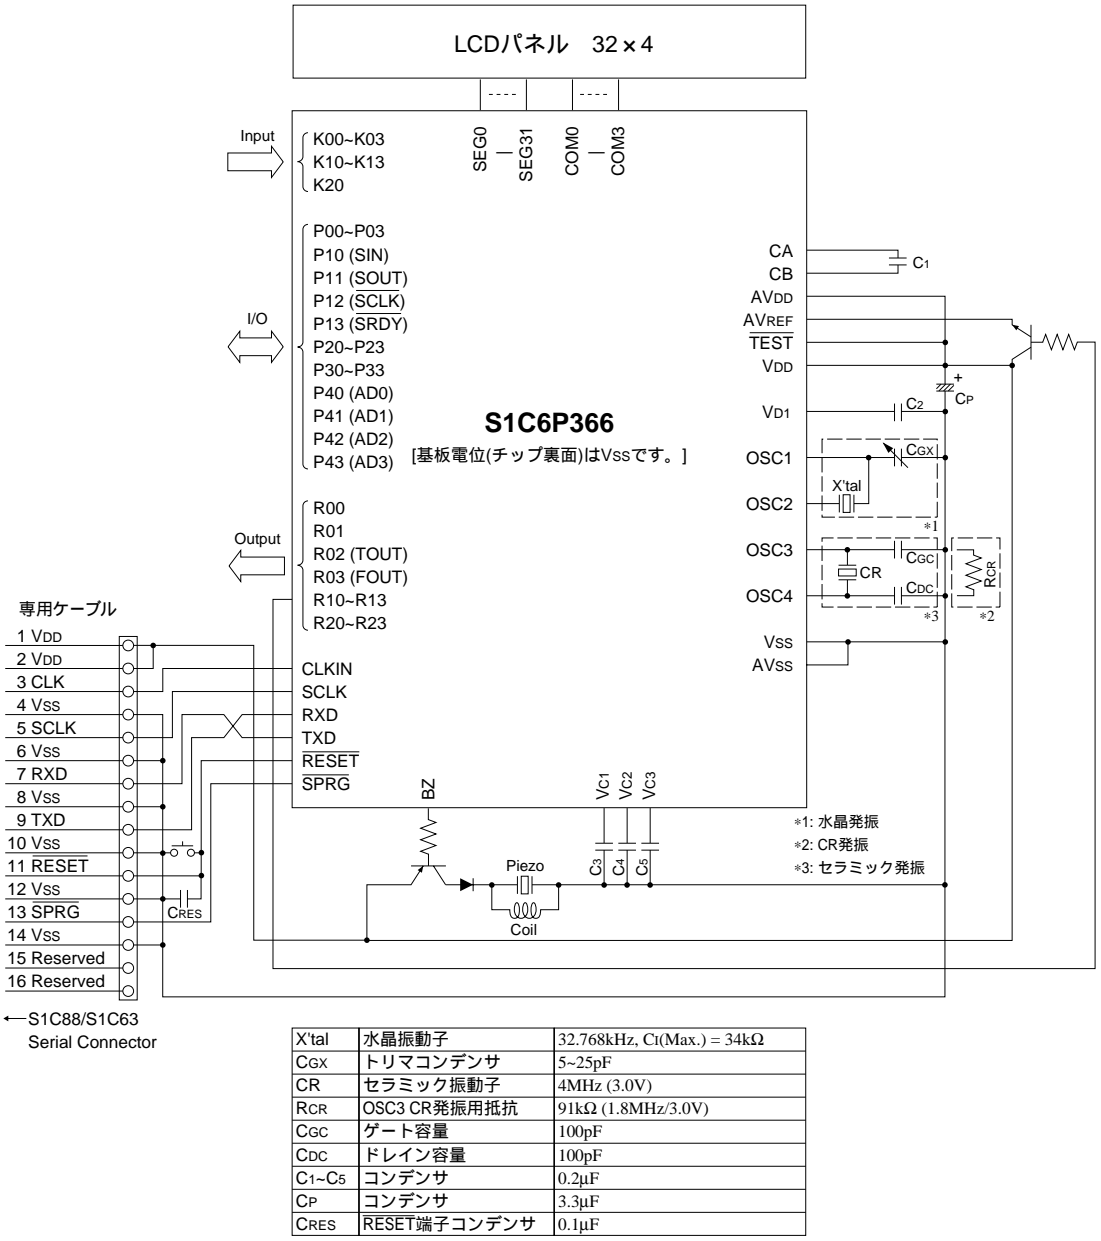 LCDパネル 32×4
SEG0
SEG31
COM0
COM3
Input
K00~K03
K10~K13
K20
I/O
P00~P03
P10 (SIN)
P11 (SOUT)
P12 (SCLK)
P13 (SRDY)
P20~P23
P30~P33
P40 (AD0)
P41 (AD1)
P42 (AD2)
P43 (AD3)
S1C6P366
[基板電位(チップ裏面)はVssです。]
Output
R00
R01
R02 (TOUT)
R03 (FOUT)
R10~R13
R20~R23
CLKIN
SCLK
RXD
TXD
RESET
SPRG
BZ
VC1
VC2
VC3
CA
CB
AVDD
AVREF
TEST
VDD
VD1
OSC1
OSC2
OSC3
OSC4
VSS
AVSS
C1
+
CP
C2
CGX
X'tal
*1
CGC
CR
CDC
*3
RCR
*2
C3
C4
C5
Piezo
Coil
*1: 水晶発振
*2: CR発振
*3: セラミック発振
専用ケーブル
1 VDD
2 VDD
3 CLK
4 VSS
5 SCLK
6 VSS
7 RXD
8 VSS
9 TXD
10 VSS
11 RESET
12 VSS
13 SPRG
14 VSS
15 Reserved
16 Reserved
CRES
←S1C88/S1C63
Serial Connector
X'tal 水晶振動子 32.768kHz, CI(Max.) = 34kΩ
CGX トリマコンデンサ 5~25pF
CR セラミック振動子 4MHz (3.0V)
RCR OSC3 CR発振用抵抗 91kΩ (1.8MHz/3.0V)
CGC ゲート容量 100pF
CDC ドレイン容量 100pF
C1~C5 コンデンサ 0.2µF
CP コンデンサ 3.3µF
CRES RESET端子コンデンサ 0.1µF